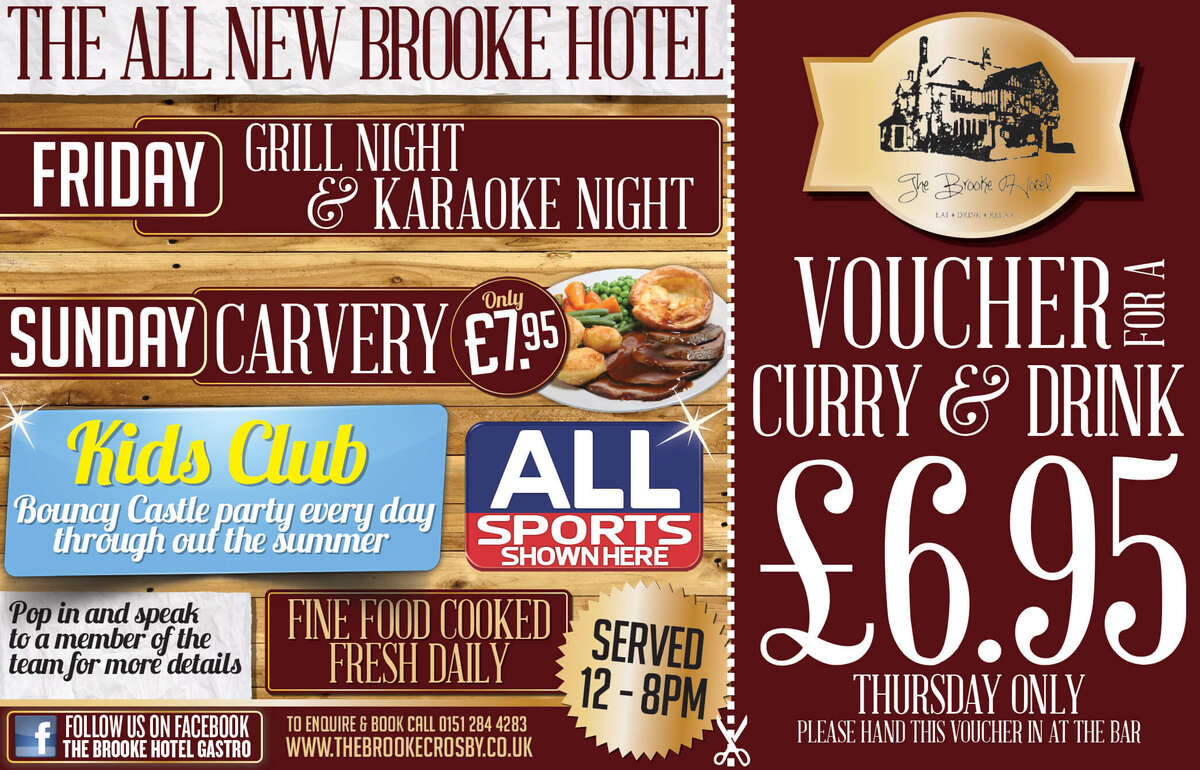 THE ALL NEW BROOKE HOTEL
FRIDAY
GRILL NIGHT
& KARAOKE NIGHT
SUNDAY
CARVERY
Only
£7.95
Kids Club
Bouncy Castle party every day
through out the summer
ALL
SPORTS
SHOWN HERE
Pop in and speak
to a member of the
team for more details
FINE FOOD COOKED
FRESH DAILY
SERVED
12 - 8PM
f
FOLLOW US ON FACEBOOK
THE BROOKE HOTEL GASTRO
TO ENQUIRE & BOOK CALL 0151 284 4283
WWW.THEBROOKECROSBY.CO.UK
The Brooke Hotel
EAT • DRINK • RELAX
VOUCHER
FOR A
CURRY & DRINK
£6.95
THURSDAY ONLY
PLEASE HAND THIS VOUCHER IN AT THE BAR